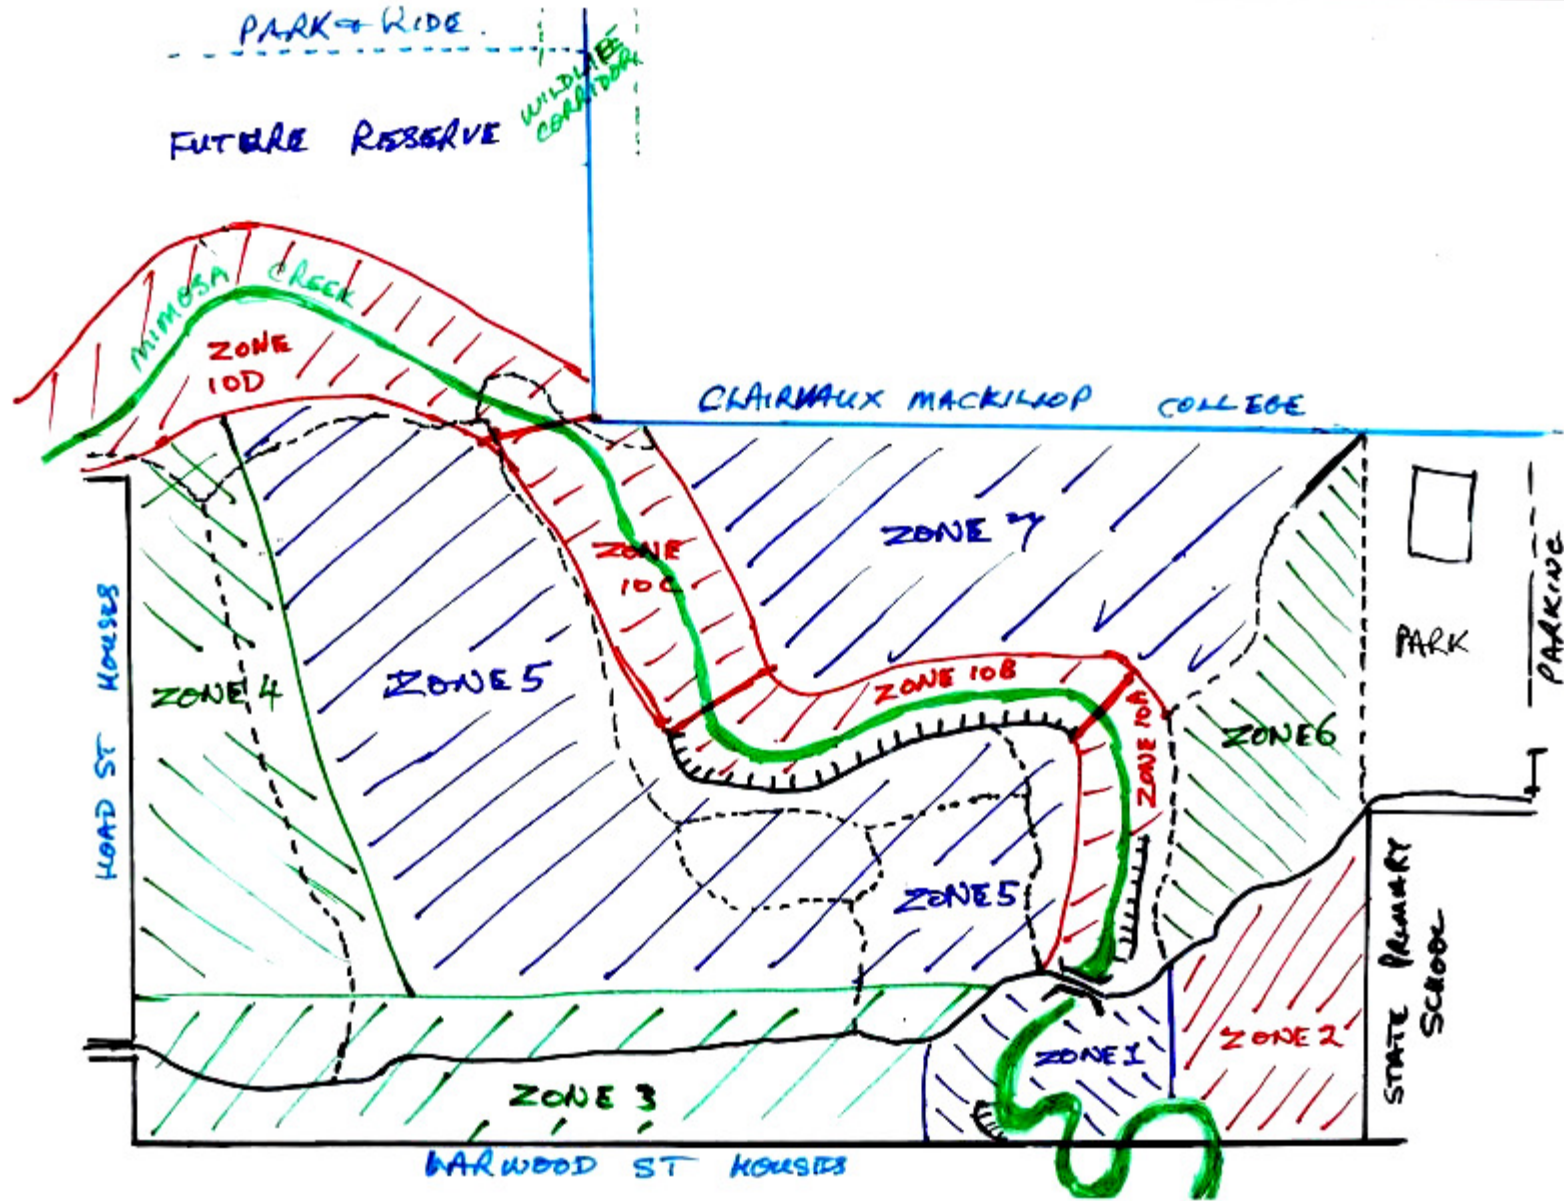 PARK & RIDE.
WILDLIFE
CORRIDOR
FUTURE RESERVE
MIMOSA CREEK
ZONE
10D
CLAIRVAUX MACKILLOP COLLEGE
ZONE 7
ZONE
10C
PARK
PARKING
HOAD ST HOUSES
ZONE 4
ZONE 5
ZONE 10B
ZONE 10A
ZONE 6
ZONE 5
STATE PRIMARY
SCHOOL
ZONE 1
ZONE 2
ZONE 3
LARWOOD ST HOUSES